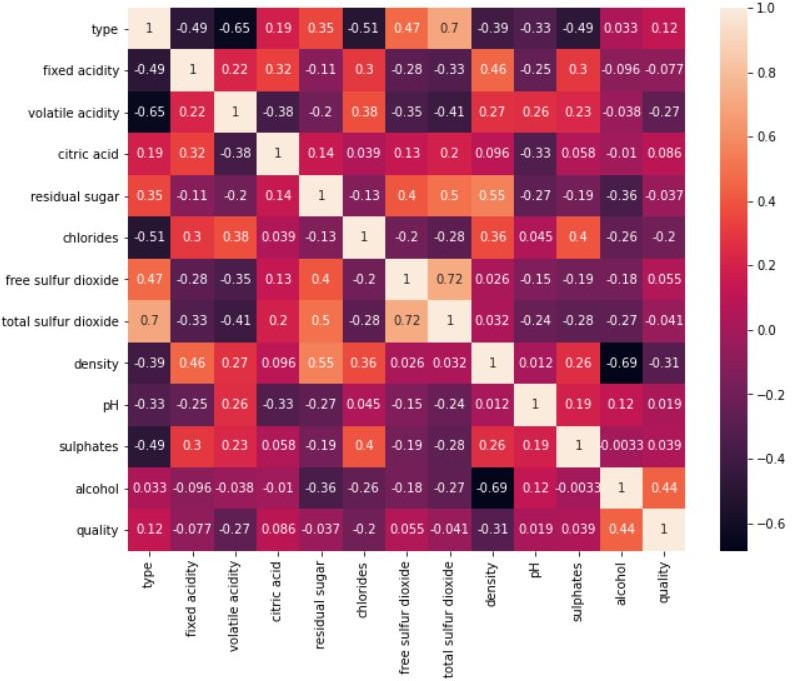 type 1 -0.49 -0.65 0.19 0.35 -0.51 0.47 0.7 -0.39 -0.33 -0.49 0.033 0.12
fixed acidity -0.49 1 0.22 0.32 -0.11 0.3 -0.28 -0.33 0.46 -0.25 0.3 -0.096 -0.077
volatile acidity -0.65 0.22 1 -0.38 -0.2 0.38 -0.35 -0.41 0.27 0.26 0.23 -0.038 -0.27
citric acid 0.19 0.32 -0.38 1 0.14 0.039 0.13 0.2 0.096 -0.33 0.058 -0.01 0.086
residual sugar 0.35 -0.11 -0.2 0.14 1 -0.13 0.4 0.5 0.55 -0.27 -0.19 -0.36 -0.037
chlorides -0.51 0.3 0.38 0.039 -0.13 1 -0.2 -0.28 0.36 0.045 0.4 -0.26 -0.2
free sulfur dioxide 0.47 -0.28 -0.35 0.13 0.4 -0.2 1 0.72 0.026 -0.15 -0.19 -0.18 0.055
total sulfur dioxide 0.7 -0.33 -0.41 0.2 0.5 -0.28 0.72 1 0.032 -0.24 -0.28 -0.27 -0.041
density -0.39 0.46 0.27 0.096 0.55 0.36 0.026 0.032 1 0.012 0.26 -0.69 -0.31
pH -0.33 -0.25 0.26 -0.33 -0.27 0.045 -0.15 -0.24 0.012 1 0.19 0.12 0.019
sulphates -0.49 0.3 0.23 0.058 -0.19 0.4 -0.19 -0.28 0.26 0.19 1 -0.0033 0.039
alcohol 0.033 -0.096 -0.038 -0.01 -0.36 -0.26 -0.18 -0.27 -0.69 0.12 -0.0033 1 0.44
quality 0.12 -0.077 -0.27 0.086 -0.037 -0.2 0.055 -0.041 -0.31 0.019 0.039 0.44 1
type
fixed acidity
volatile acidity
citric acid
residual sugar
chlorides
free sulfur dioxide
total sulfur dioxide
density
pH
sulphates
alcohol
quality
1.0
0.8
0.6
0.4
0.2
0.0
−0.2
−0.4
−0.6